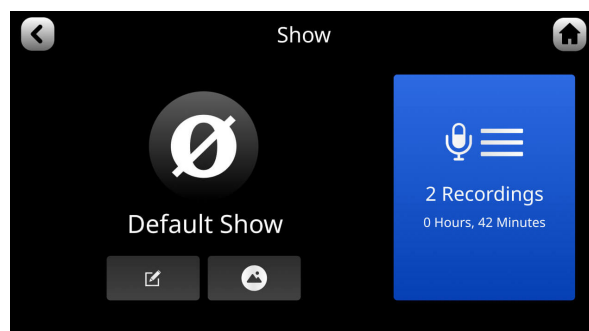 Show
Ø
Default Show
2 Recordings
0 Hours, 42 Minutes